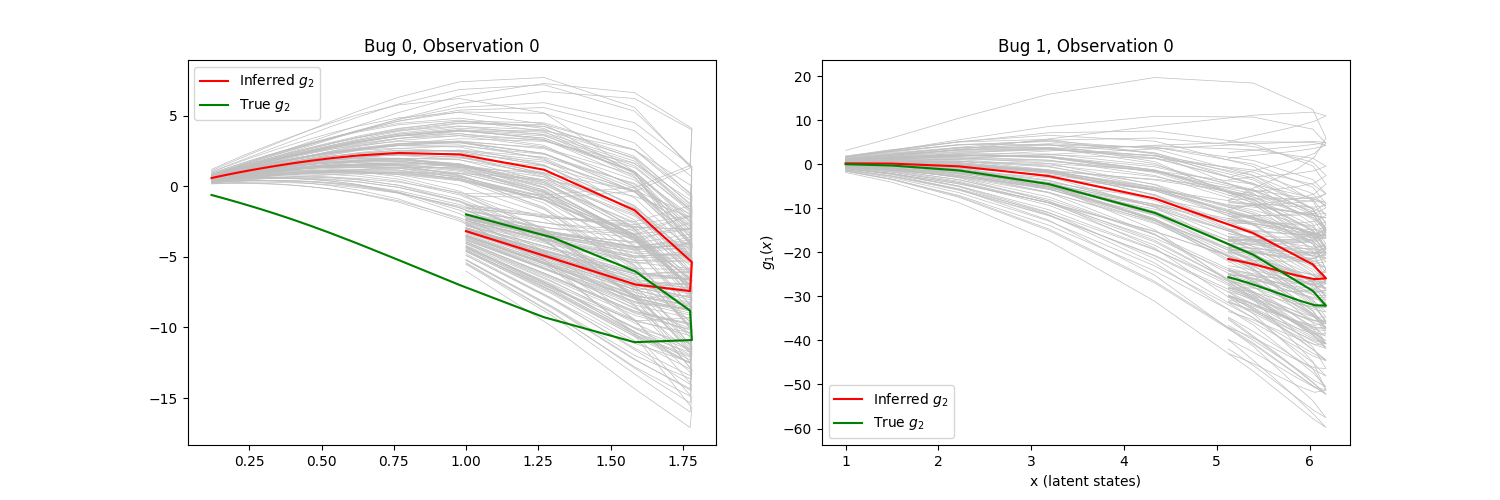 Bug 0, Observation 0
Inferred g₂
True g₂
5
0
−5
−10
−15
0.25 0.50 0.75 1.00 1.25 1.50 1.75
Bug 1, Observation 0
20
10
0
−10
−20
−30
−40
−50
−60
g₁(x)
Inferred g₂
True g₂
1 2 3 4 5 6
x (latent states)